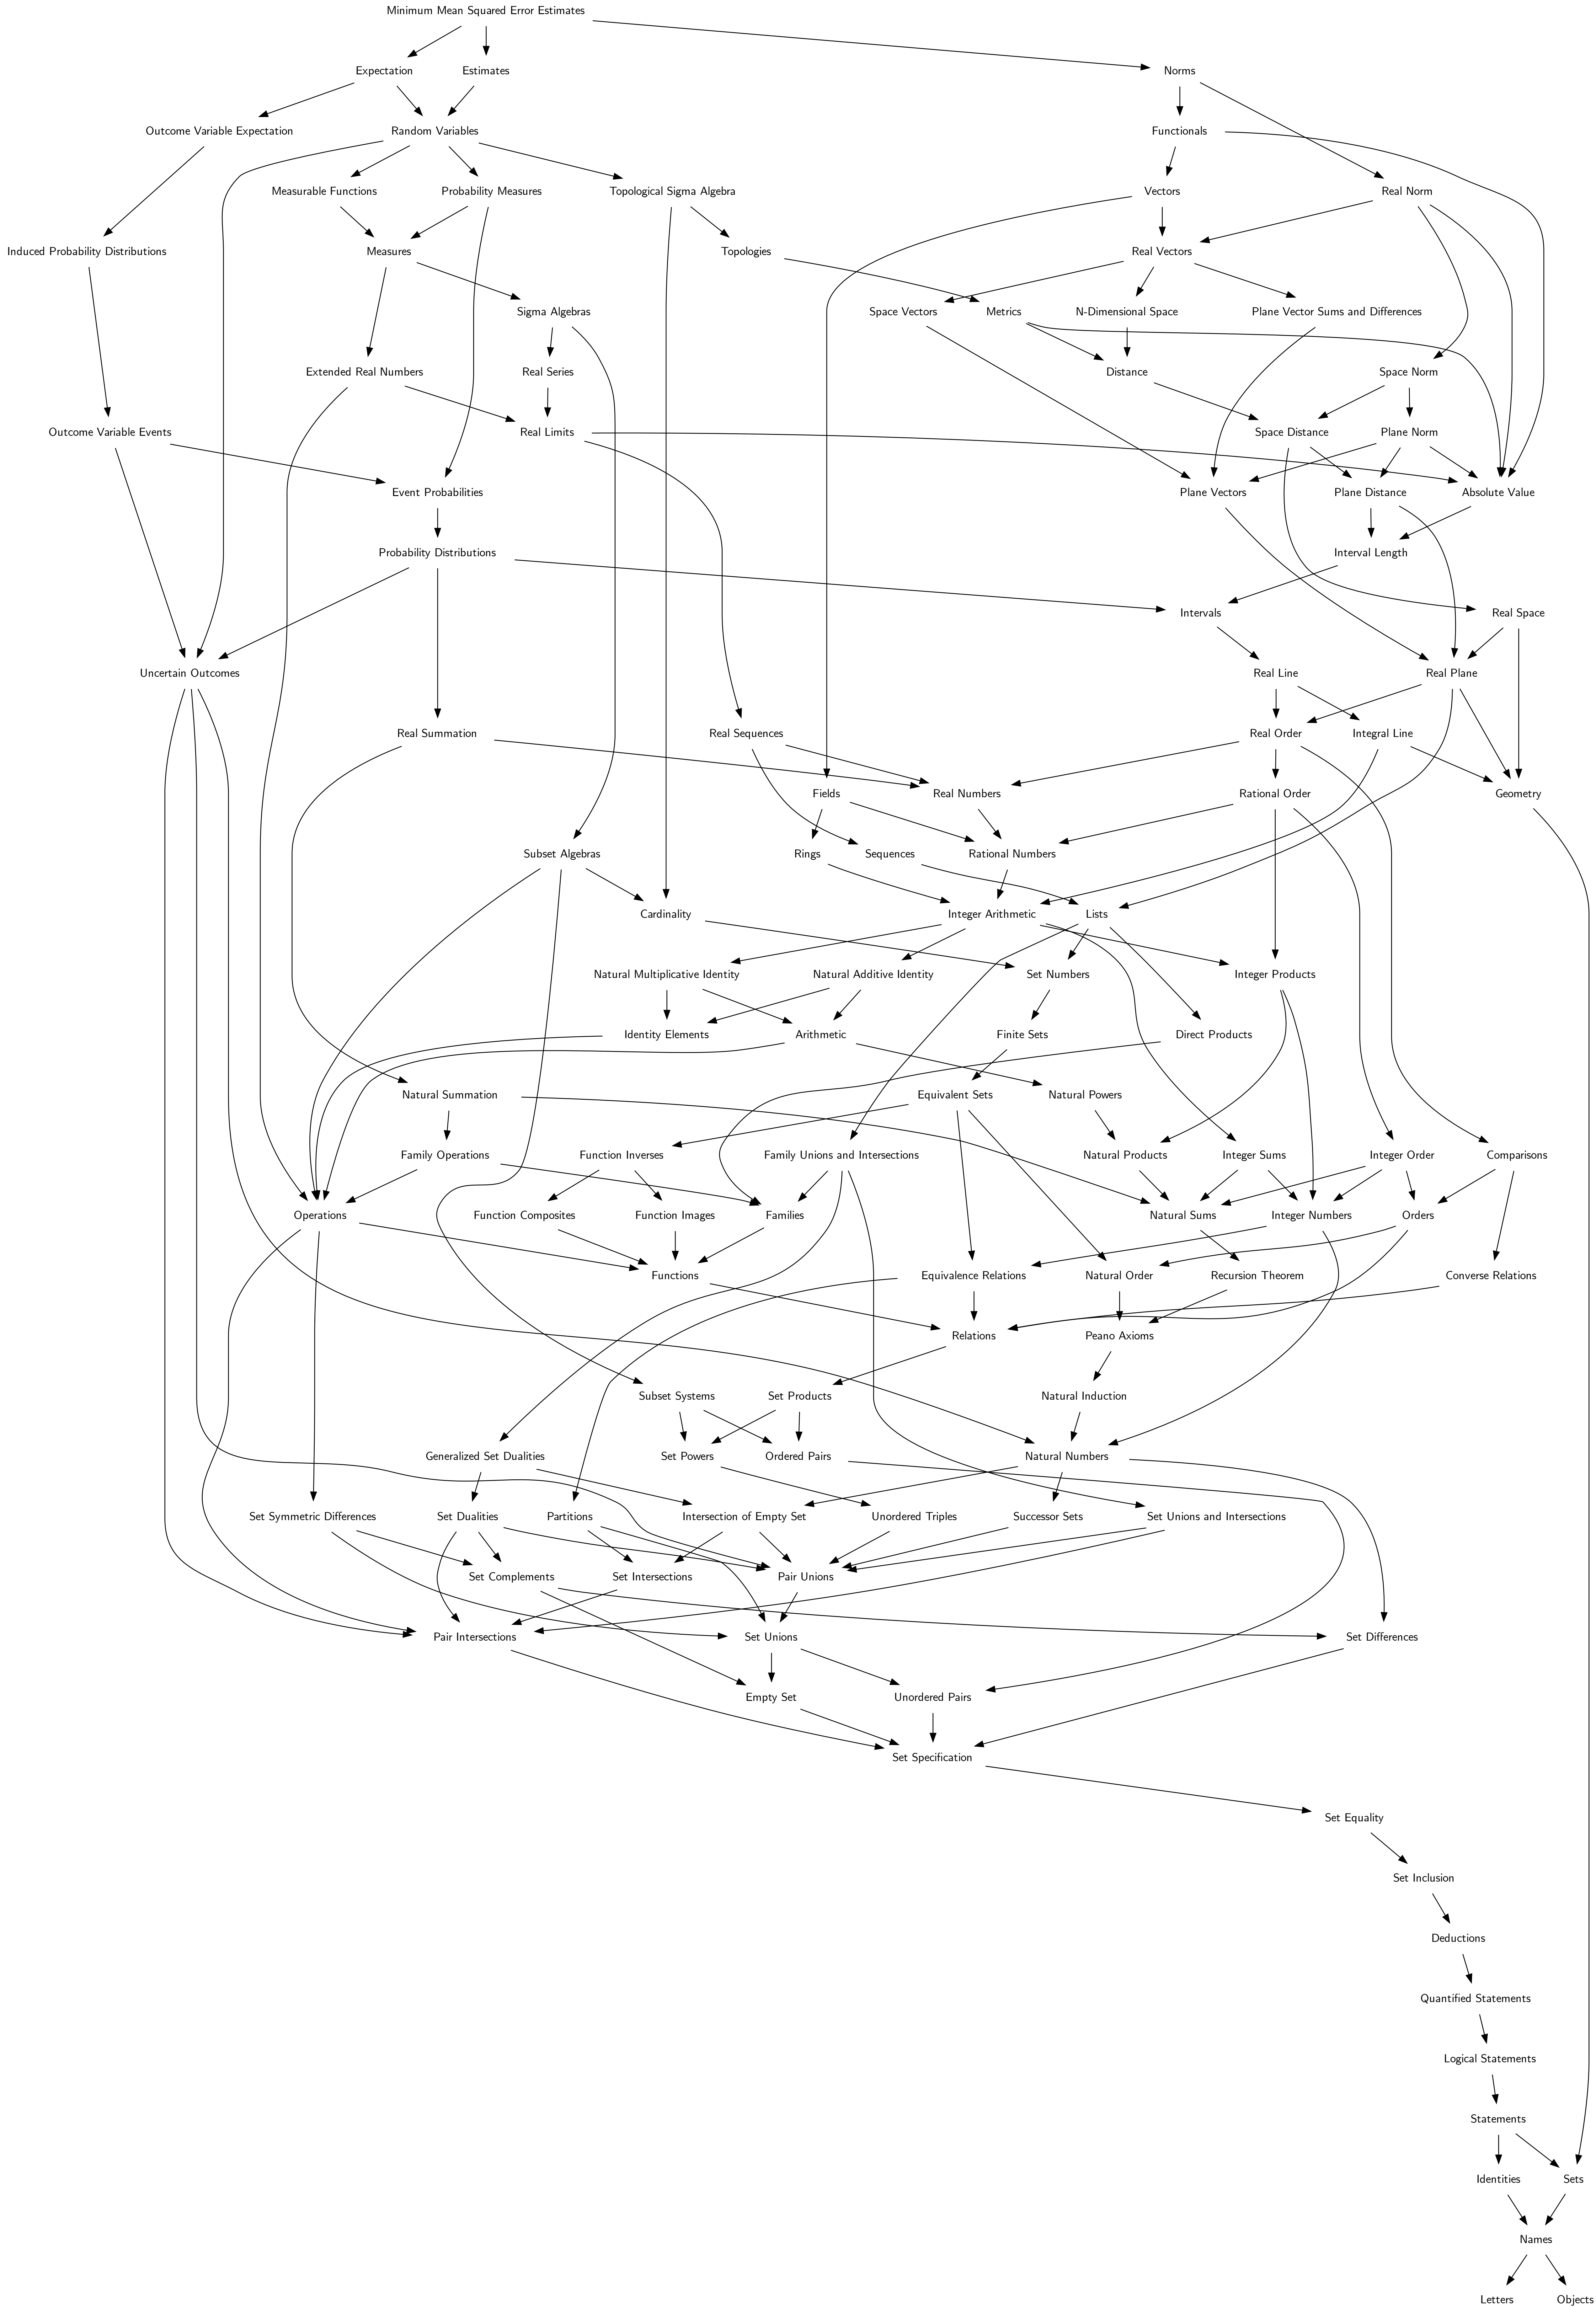 Minimum Mean Squared Error Estimates
Expectation
Estimates
Norms
Outcome Variable Expectation
Random Variables
Functionals
Measurable Functions
Probability Measures
Topological Sigma Algebra
Vectors
Real Norm
Induced Probability Distributions
Measures
Topologies
Real Vectors
Sigma Algebras
Space Vectors
Metrics
N-Dimensional Space
Plane Vector Sums and Differences
Extended Real Numbers
Real Series
Distance
Space Norm
Outcome Variable Events
Real Limits
Space Distance
Plane Norm
Event Probabilities
Plane Vectors
Plane Distance
Absolute Value
Probability Distributions
Interval Length
Intervals
Real Space
Uncertain Outcomes
Real Line
Real Plane
Real Summation
Real Sequences
Real Order
Integral Line
Fields
Real Numbers
Rational Order
Geometry
Subset Algebras
Rings
Sequences
Rational Numbers
Cardinality
Integer Arithmetic
Lists
Natural Multiplicative Identity
Natural Additive Identity
Set Numbers
Integer Products
Identity Elements
Arithmetic
Finite Sets
Direct Products
Natural Summation
Equivalent Sets
Natural Powers
Family Operations
Function Inverses
Family Unions and Intersections
Natural Products
Integer Sums
Integer Order
Comparisons
Operations
Function Composites
Function Images
Families
Natural Sums
Integer Numbers
Orders
Functions
Equivalence Relations
Natural Order
Recursion Theorem
Converse Relations
Relations
Peano Axioms
Subset Systems
Set Products
Natural Induction
Generalized Set Dualities
Set Powers
Ordered Pairs
Natural Numbers
Set Symmetric Differences
Set Dualities
Partitions
Intersection of Empty Set
Unordered Triples
Successor Sets
Set Unions and Intersections
Set Complements
Set Intersections
Pair Unions
Pair Intersections
Set Unions
Set Differences
Empty Set
Unordered Pairs
Set Specification
Set Equality
Set Inclusion
Deductions
Quantified Statements
Logical Statements
Statements
Identities
Sets
Names
Letters
Objects